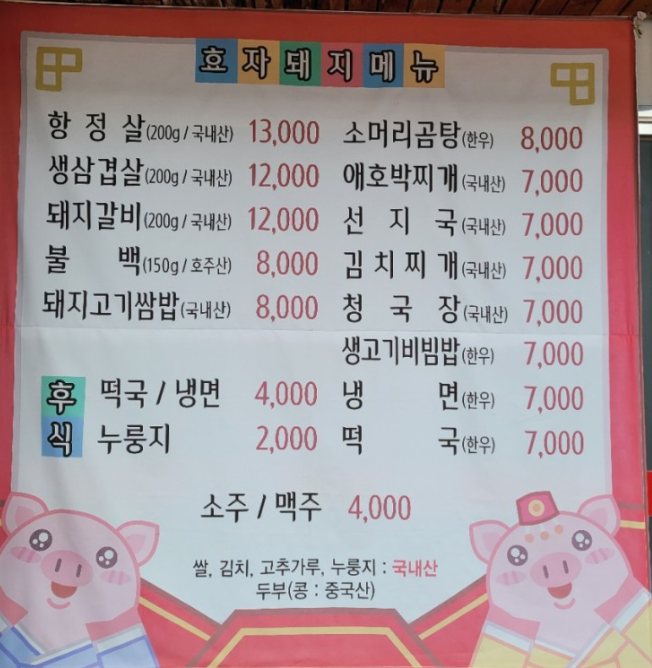 효자돼지메뉴
항정살(200g / 국내산) 13,000
생삼겹살(200g / 국내산) 12,000
돼지갈비(200g / 국내산) 12,000
불백(150g / 호주산) 8,000
돼지고기쌈밥(국내산) 8,000
소머리곰탕(한우) 8,000
애호박찌개(국내산) 7,000
선지국(국내산) 7,000
김치찌개(국내산) 7,000
청국장(국내산) 7,000
생고기비빔밥(한우) 7,000
냉면(한우) 7,000
떡국(한우) 7,000
후식
떡국 / 냉면 4,000
누룽지 2,000
소주 / 맥주 4,000
쌀, 김치, 고추가루, 누룽지 : 국내산
두부(콩 : 중국산)